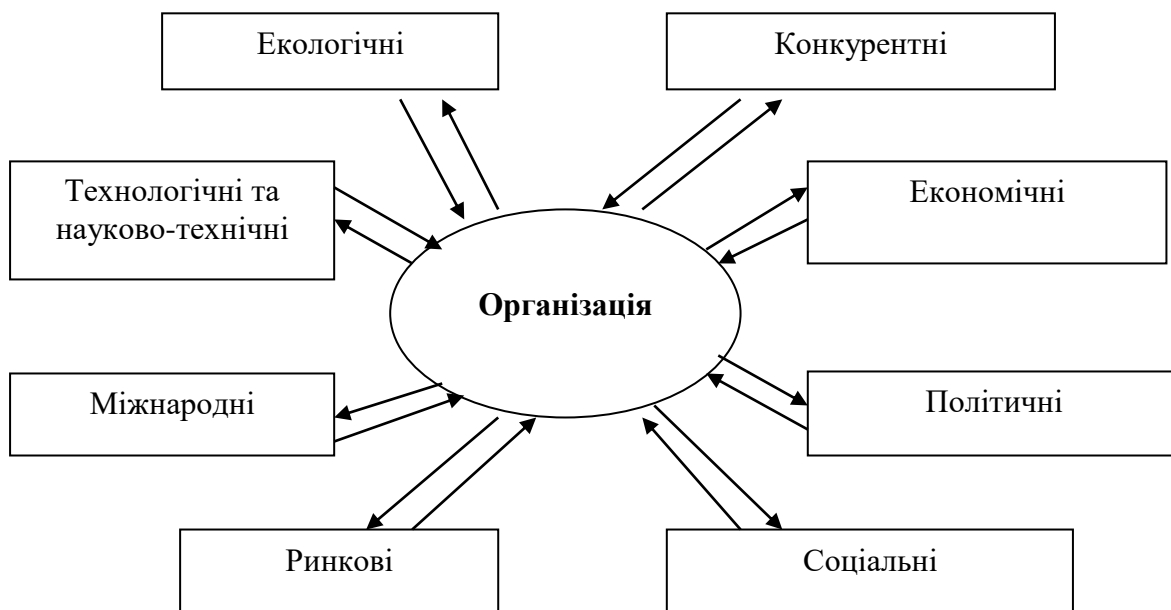 Екологічні
Конкурентні
Технологічні та
науково-технічні
Економічні
Організація
Міжнародні
Політичні
Ринкові
Соціальні